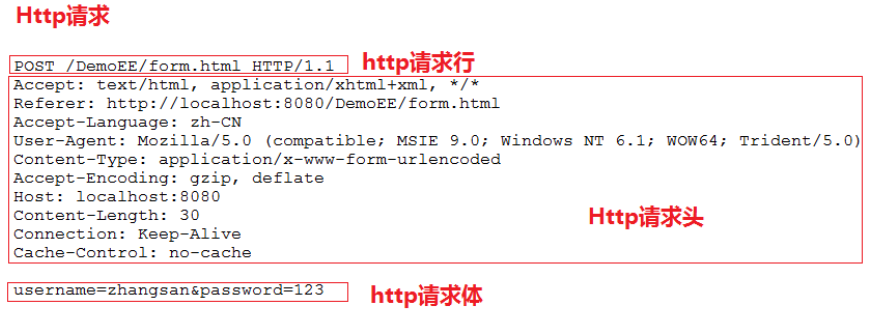 Http请求
POST /DemoEE/form.html HTTP/1.1 http请求行
Accept: text/html, application/xhtml+xml, */*
Referer: http://localhost:8080/DemoEE/form.html
Accept-Language: zh-CN
User-Agent: Mozilla/5.0 (compatible; MSIE 9.0; Windows NT 6.1; WOW64; Trident/5.0)
Content-Type: application/x-www-form-urlencoded
Accept-Encoding: gzip, deflate
Host: localhost:8080
Content-Length: 30
Connection: Keep-Alive
Cache-Control: no-cache
Http请求头
username=zhangsan&password=123
http请求体